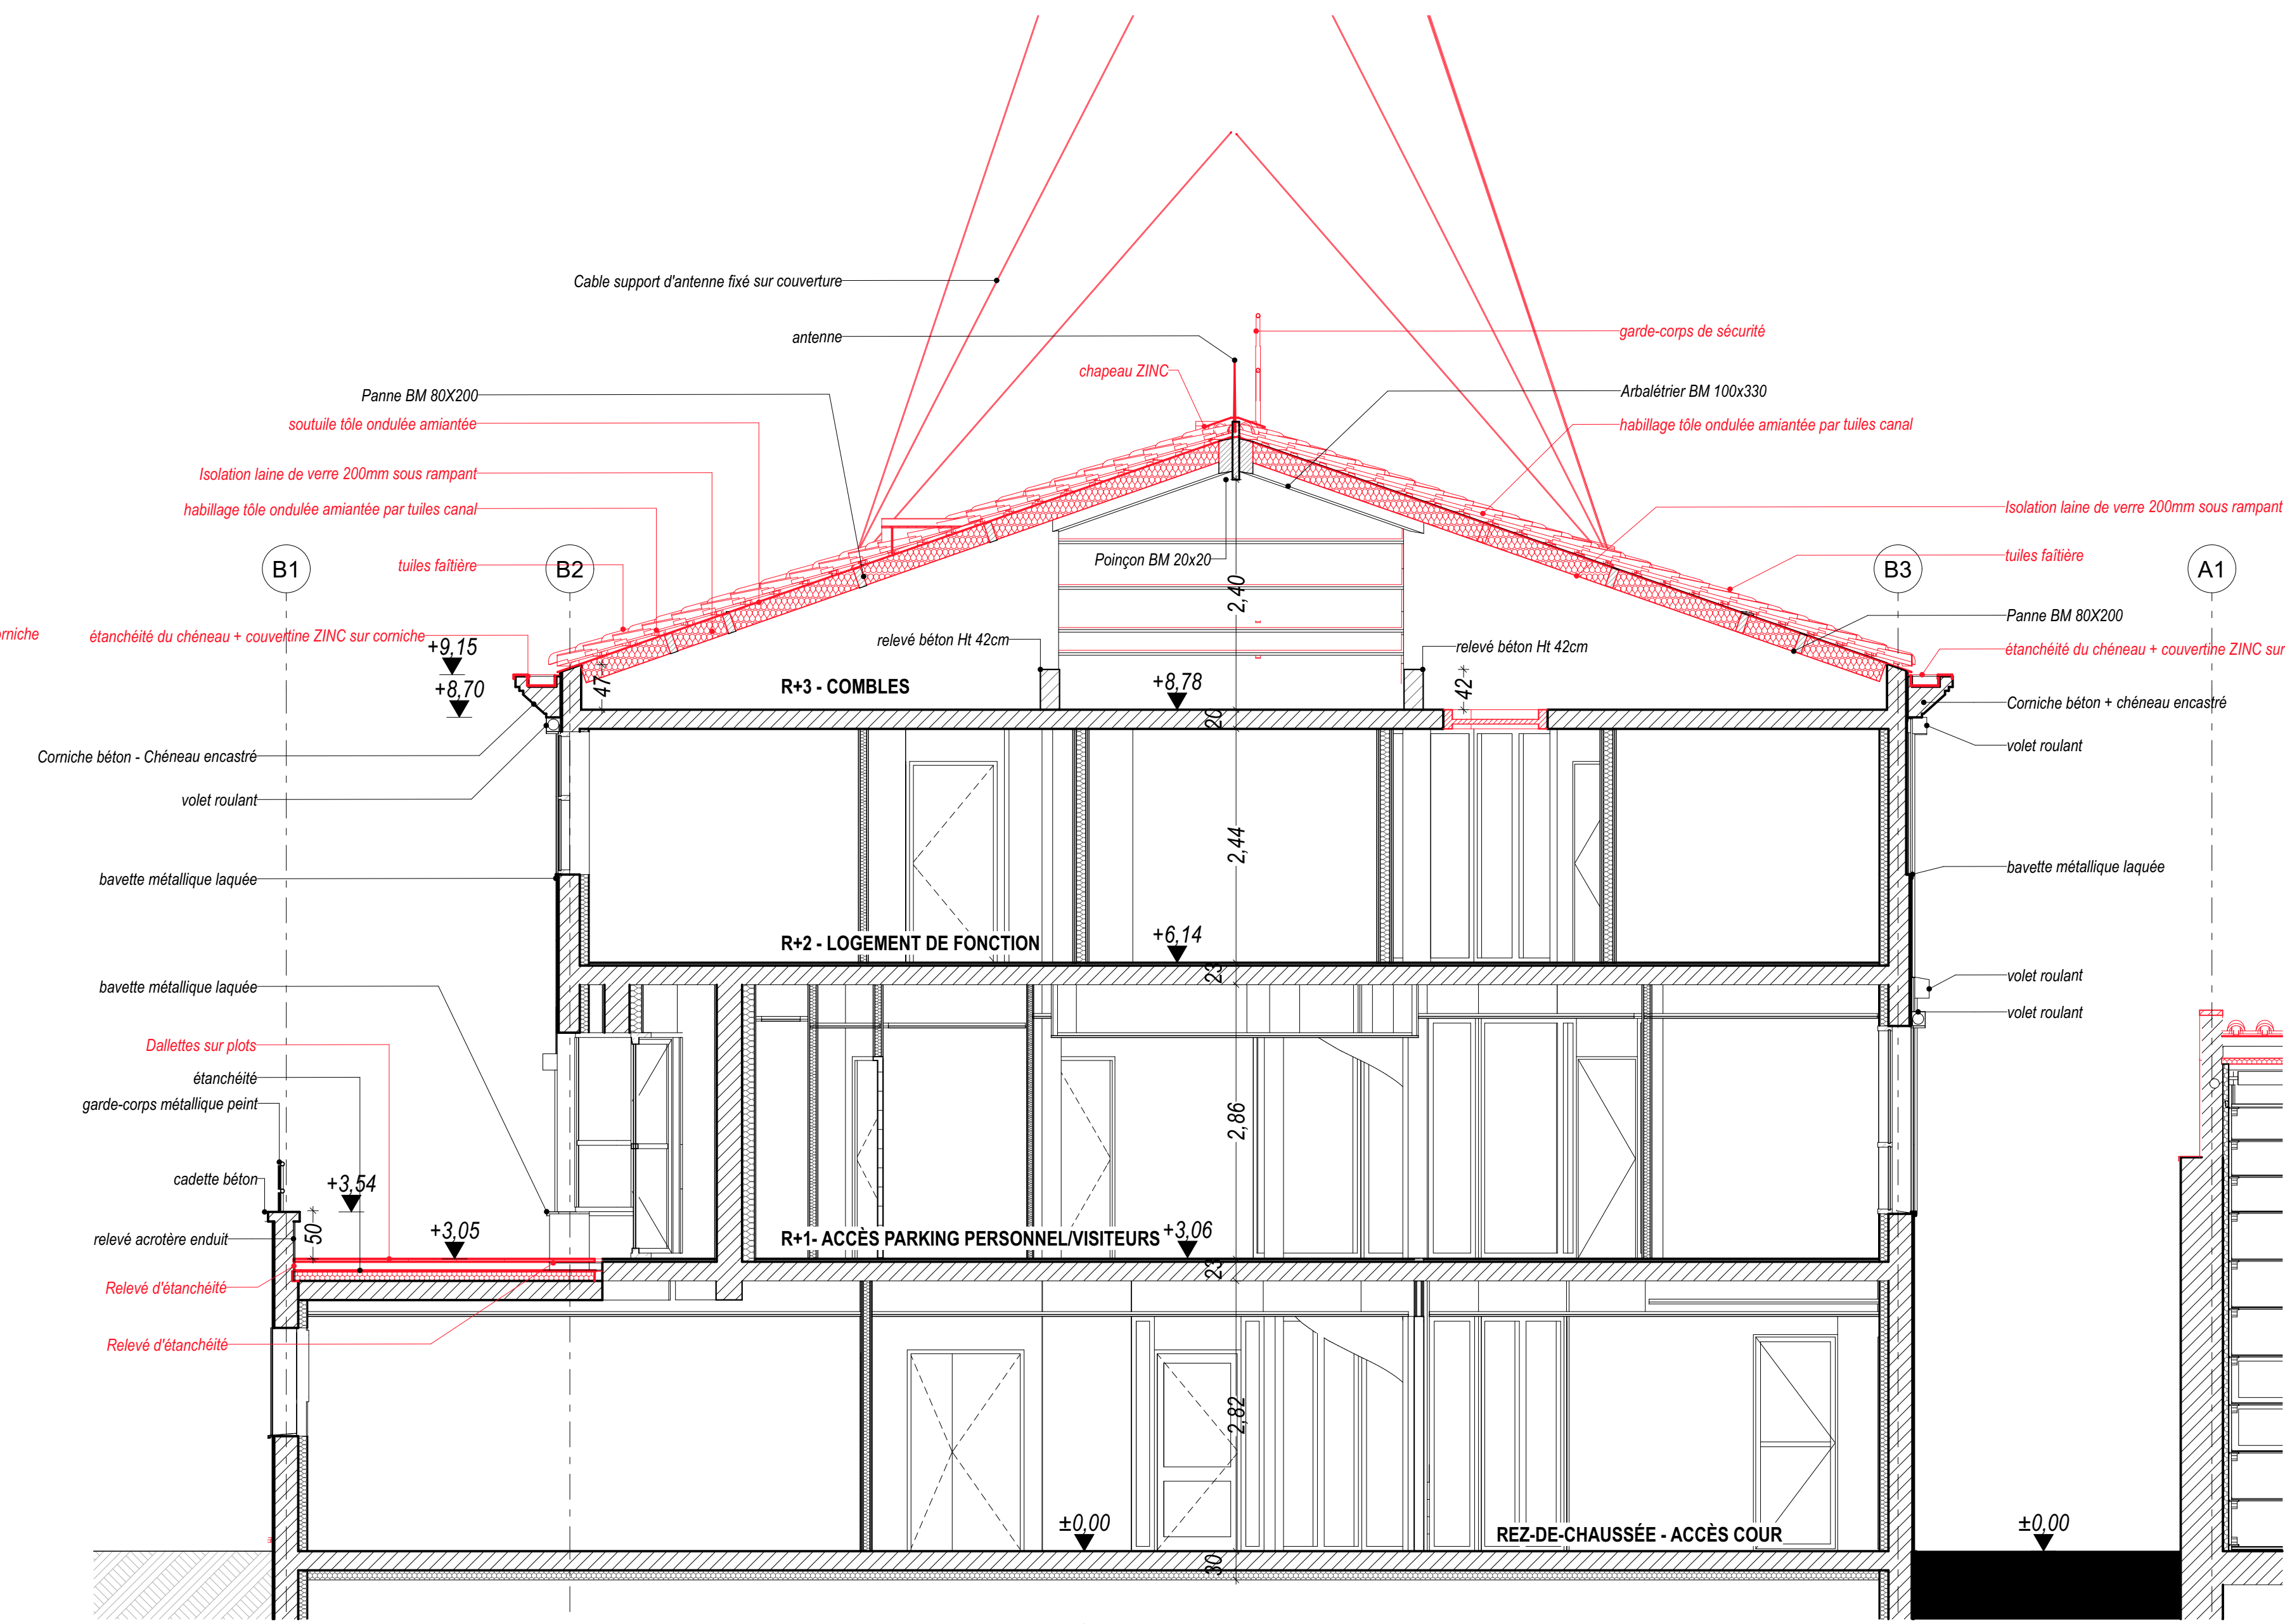 Cable support d'antenne fixé sur couverture
antenne
garde-corps de sécurité
chapeau ZINC
Panne BM 80X200
Arbalétrier BM 100x330
soutuile tôle ondulée amiantée
habillage tôle ondulée amiantée par tuiles canal
Isolation laine de verre 200mm sous rampant
habillage tôle ondulée amiantée par tuiles canal
Isolation laine de verre 200mm sous rampant
tuiles faîtière
tuiles faîtière
B1
B2
B3
A1
Poinçon BM 20x20
2,40
Panne BM 80X200
orniche
étanchéité du chéneau + couvertine ZINC sur corniche
+9,15
relevé béton Ht 42cm
relevé béton Ht 42cm
étanchéité du chéneau + couvertine ZINC sur
+8,70
47
R+3 - COMBLES
+8,78
42
Corniche béton + chéneau encastré
20
Corniche béton - Chéneau encastré
volet roulant
volet roulant
2,44
bavette métallique laquée
bavette métallique laquée
R+2 - LOGEMENT DE FONCTION
+6,14
23
bavette métallique laquée
volet roulant
volet roulant
Dallettes sur plots
étanchéité
garde-corps métallique peint
2,86
cadette béton
+3,54
50
+3,05
relevé acrotère enduit
R+1- ACCÈS PARKING PERSONNEL/VISITEURS
+3,06
23
Relevé d'étanchéité
Relevé d'étanchéité
2,82
±0,00
REZ-DE-CHAUSSÉE - ACCÈS COUR
±0,00
30